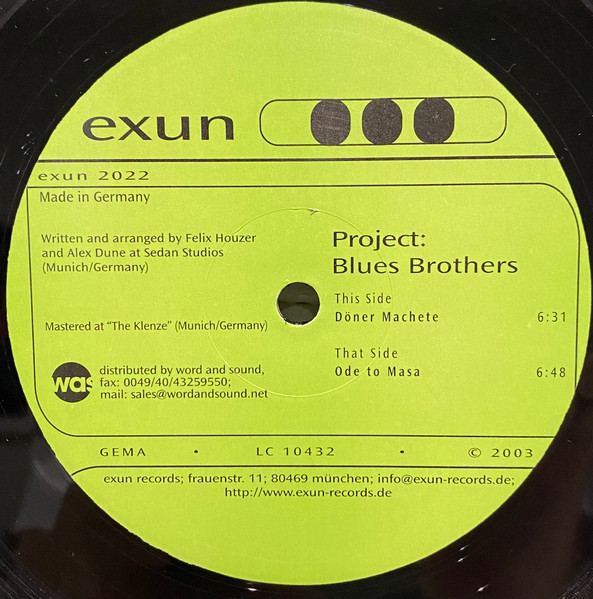 exun
exun 2022
Made in Germany
Written and arranged by Felix Houzer
and Alex Dune at Sedan Studios
(Munich/Germany)
Mastered at "The Klenze" (Munich/Germany)
was
distributed by word and sound,
fax: 0049/40/43259550;
mail: sales@wordandsound.net
Project:
Blues Brothers
This Side
Döner Machete 6:31
That Side
Ode to Masa 6:48
GEMA • LC 10432 • © 2003
exun records; frauenstr. 11; 80469 münchen; info@exun-records.de;
http://www.exun-records.de